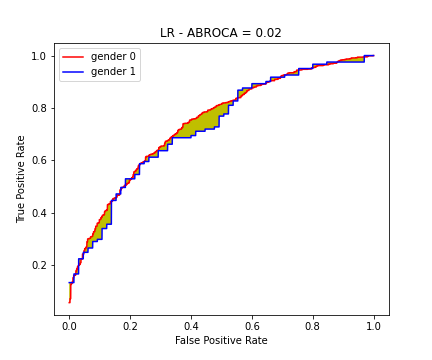 LR - ABROCA = 0.02
gender 0
gender 1
True Positive Rate
1.0
0.8
0.6
0.4
0.2
0.0 0.2 0.4 0.6 0.8 1.0
False Positive Rate